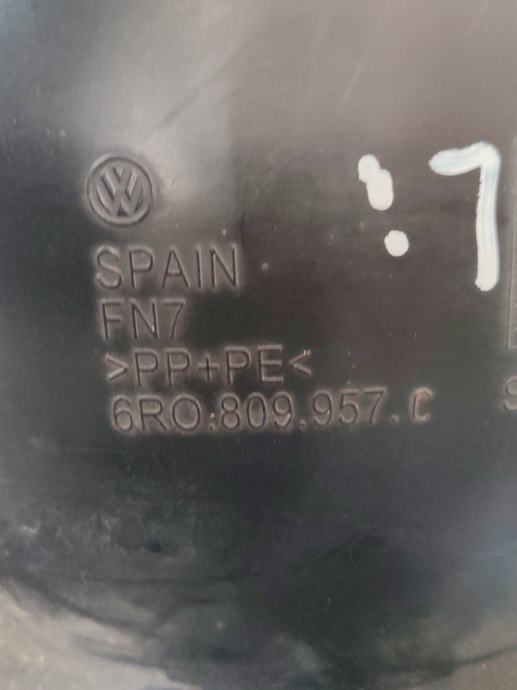 SPAIN
FN7
>PP+PE<
6R0.809.957.C